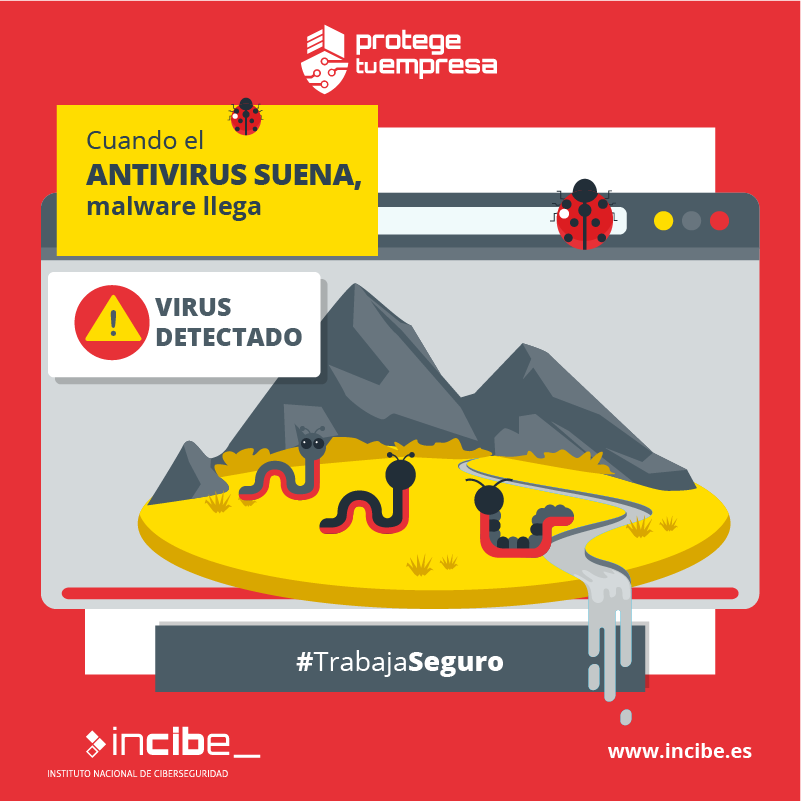 protege
tuempresa
Cuando el
ANTIVIRUS SUENA,
malware llega
VIRUS
DETECTADO
#TrabajaSeguro
incibe_
INSTITUTO NACIONAL DE CIBERSEGURIDAD
www.incibe.es